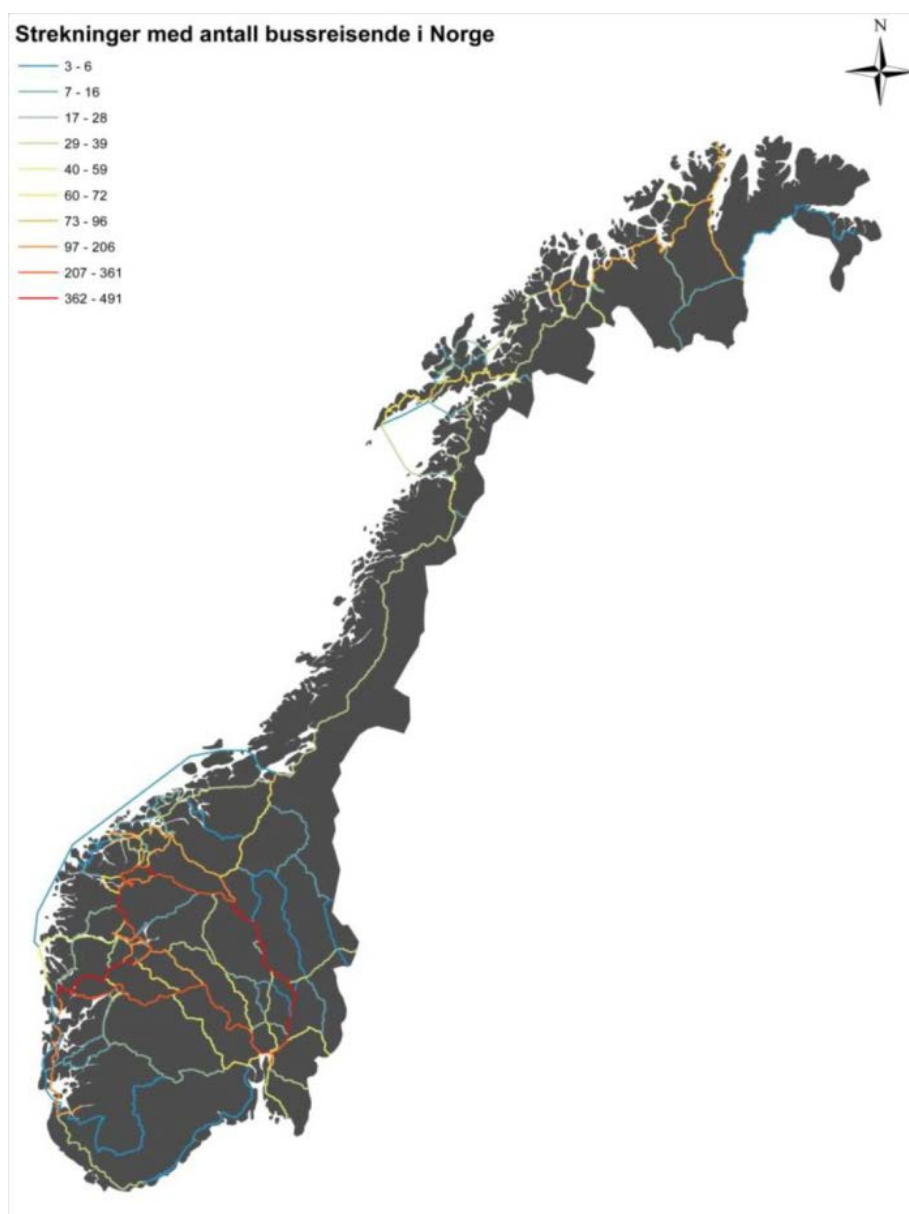 Strekninger med antall bussreisende i Norge
N
3 - 6
7 - 16
17 - 28
29 - 39
40 - 59
60 - 72
73 - 96
97 - 206
207 - 361
362 - 491